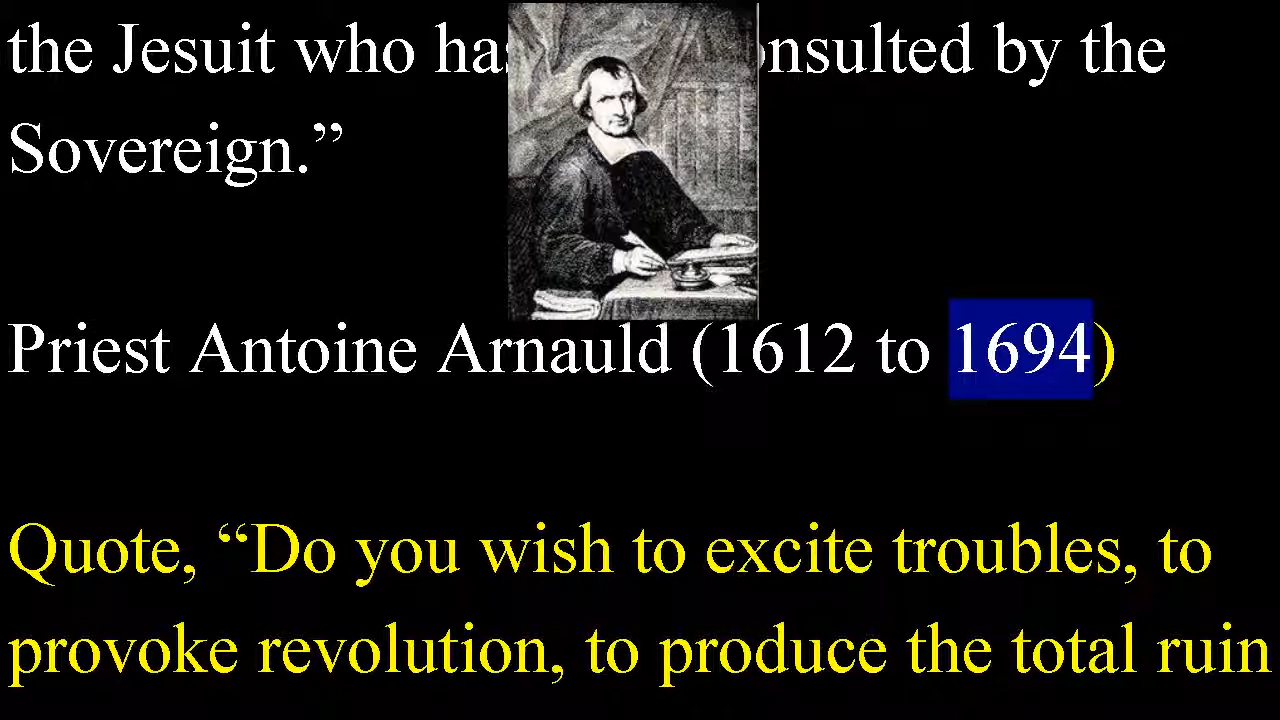 the Jesuit who has onsulted by the
Sovereign.”
Priest Antoine Arnauld (1612 to 1694)
Quote, “Do you wish to excite troubles, to
provoke revolution, to produce the total ruin